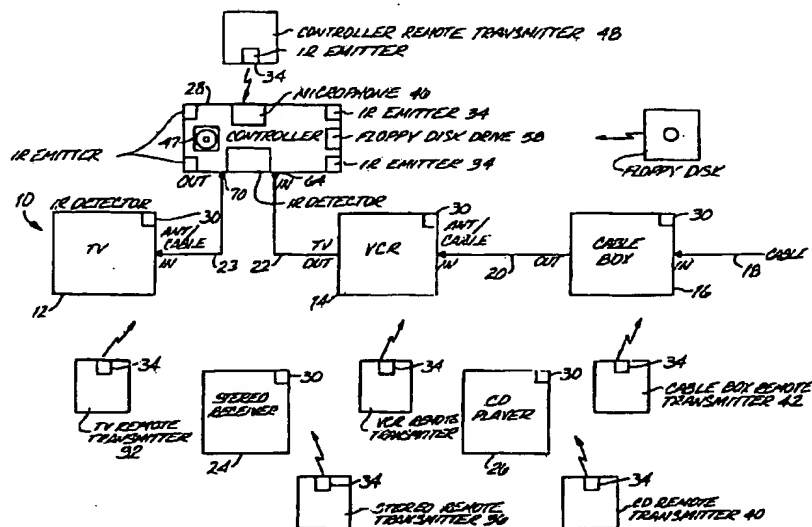 CONTROLLER REMOTE TRANSMITTER 48
IR EMITTER
34
28
MICROPHONE 46
IR EMITTER 34
47
CONTROLLER
FLOPPY DISK DRIVE 58
IR EMITTER
IR EMITTER 34
FLOPPY DISK
OUT
70
IN
64
IR DETECTOR
10
IR DETECTOR
30
TV
ANT/
CABLE
IN
23
12
22
TV
OUT
30
VCR
ANT/
CABLE
IN
14
20
OUT
30
CABLE
BOX
IN
CABLE
18
16
34
TV REMOTE
TRANSMITTER
32
30
STEREO
RECEIVER
24
34
VCR REMOTE
TRANSMITTER
30
CD
PLAYER
26
34
CABLE BOX REMOTE
TRANSMITTER 42
34
STEREO REMOTE
TRANSMITTER 36
34
CD REMOTE
TRANSMITTER 40